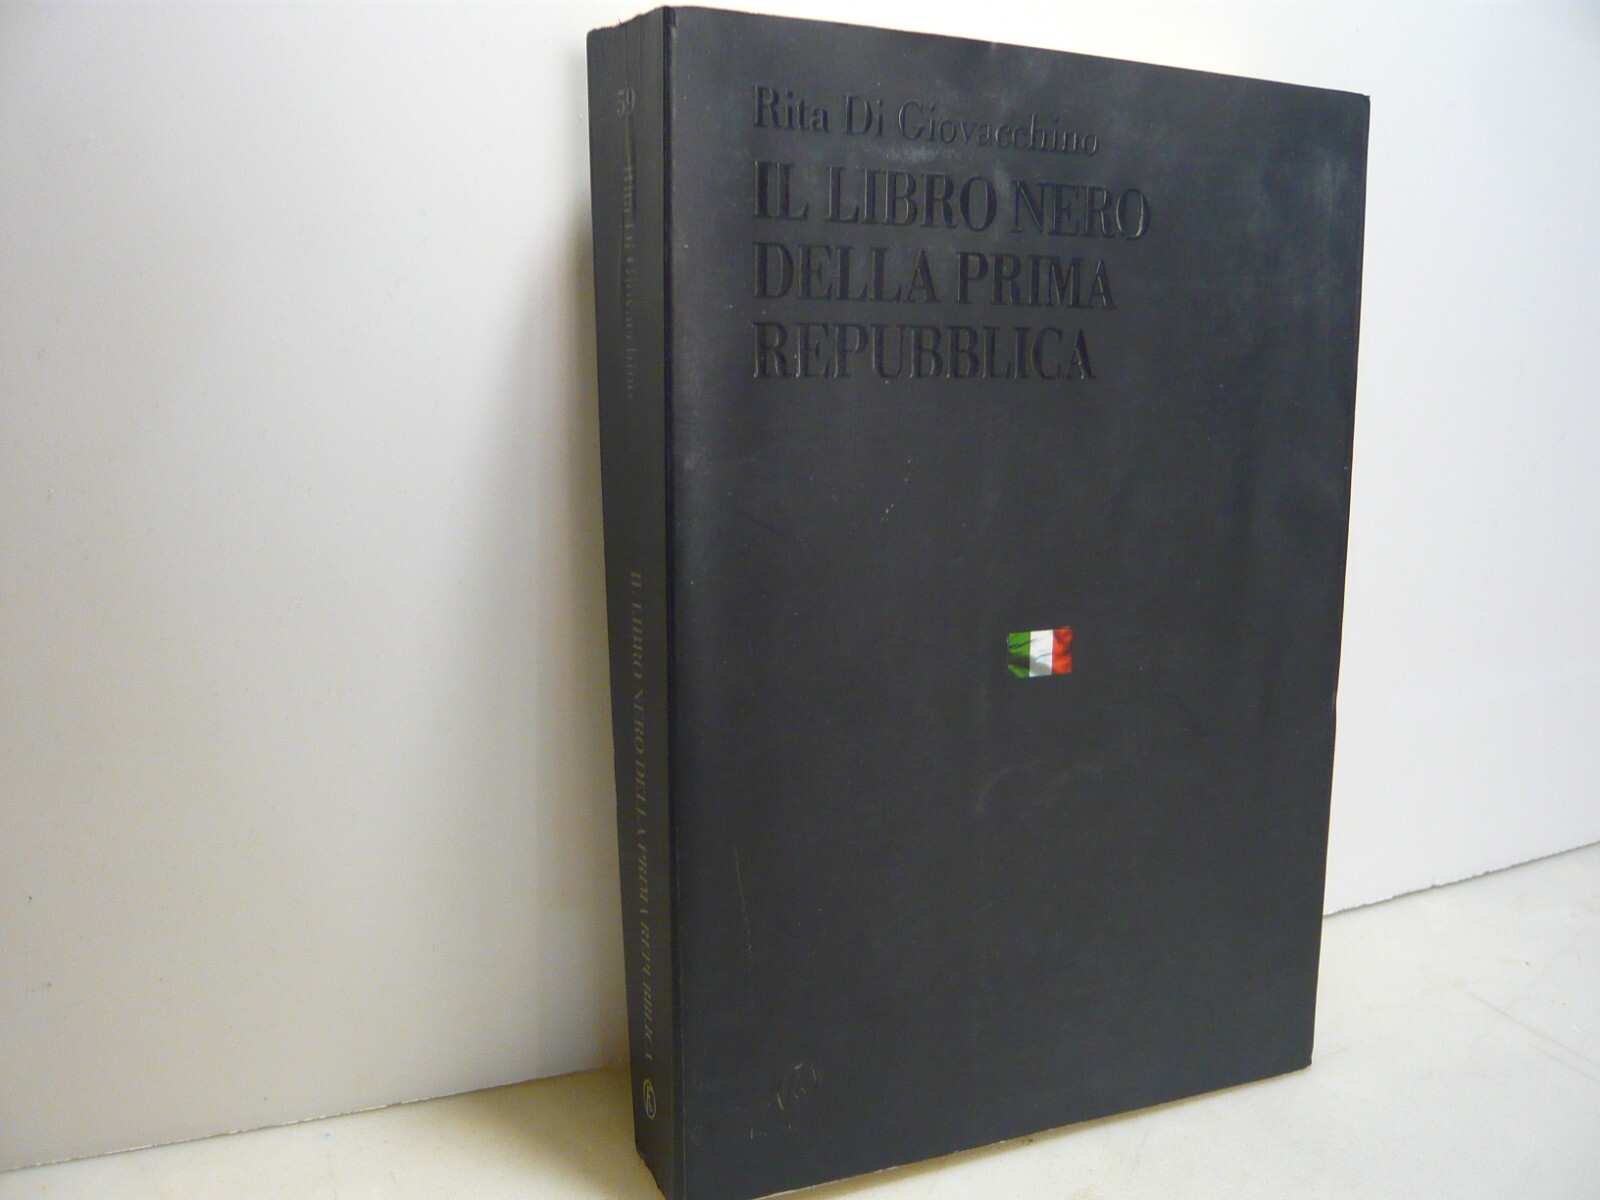 Rita Di Giovacchino
IL LIBRO NERO
DELLA PRIMA
REPUBBLICA
59
Rita Di Giovacchino
IL LIBRO NERO DELLA PRIMA REPUBBLICA